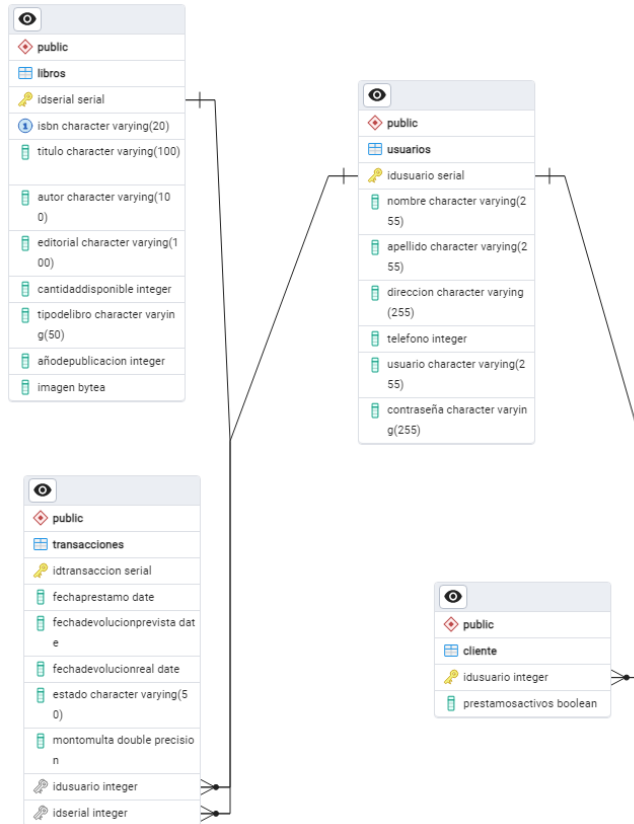 public
libros
idserial serial
isbn character varying(20)
titulo character varying(100)
autor character varying(10
0)
editorial character varying(1
00)
cantidaddisponible integer
tipodelibro character varyin
g(50)
añodepublicacion integer
imagen bytea
public
usuarios
idusuario serial
nombre character varying(2
55)
apellido character varying(2
55)
direccion character varying
(255)
telefono integer
usuario character varying(2
55)
contraseña character varyin
g(255)
public
transacciones
idtransaccion serial
fechaprestamo date
fechadevolucionprevista dat
e
fechadevolucionreal date
estado character varying(5
0)
montomulta double precisio
n
idusuario integer
idserial integer
public
cliente
idusuario integer
prestamosactivos boolean